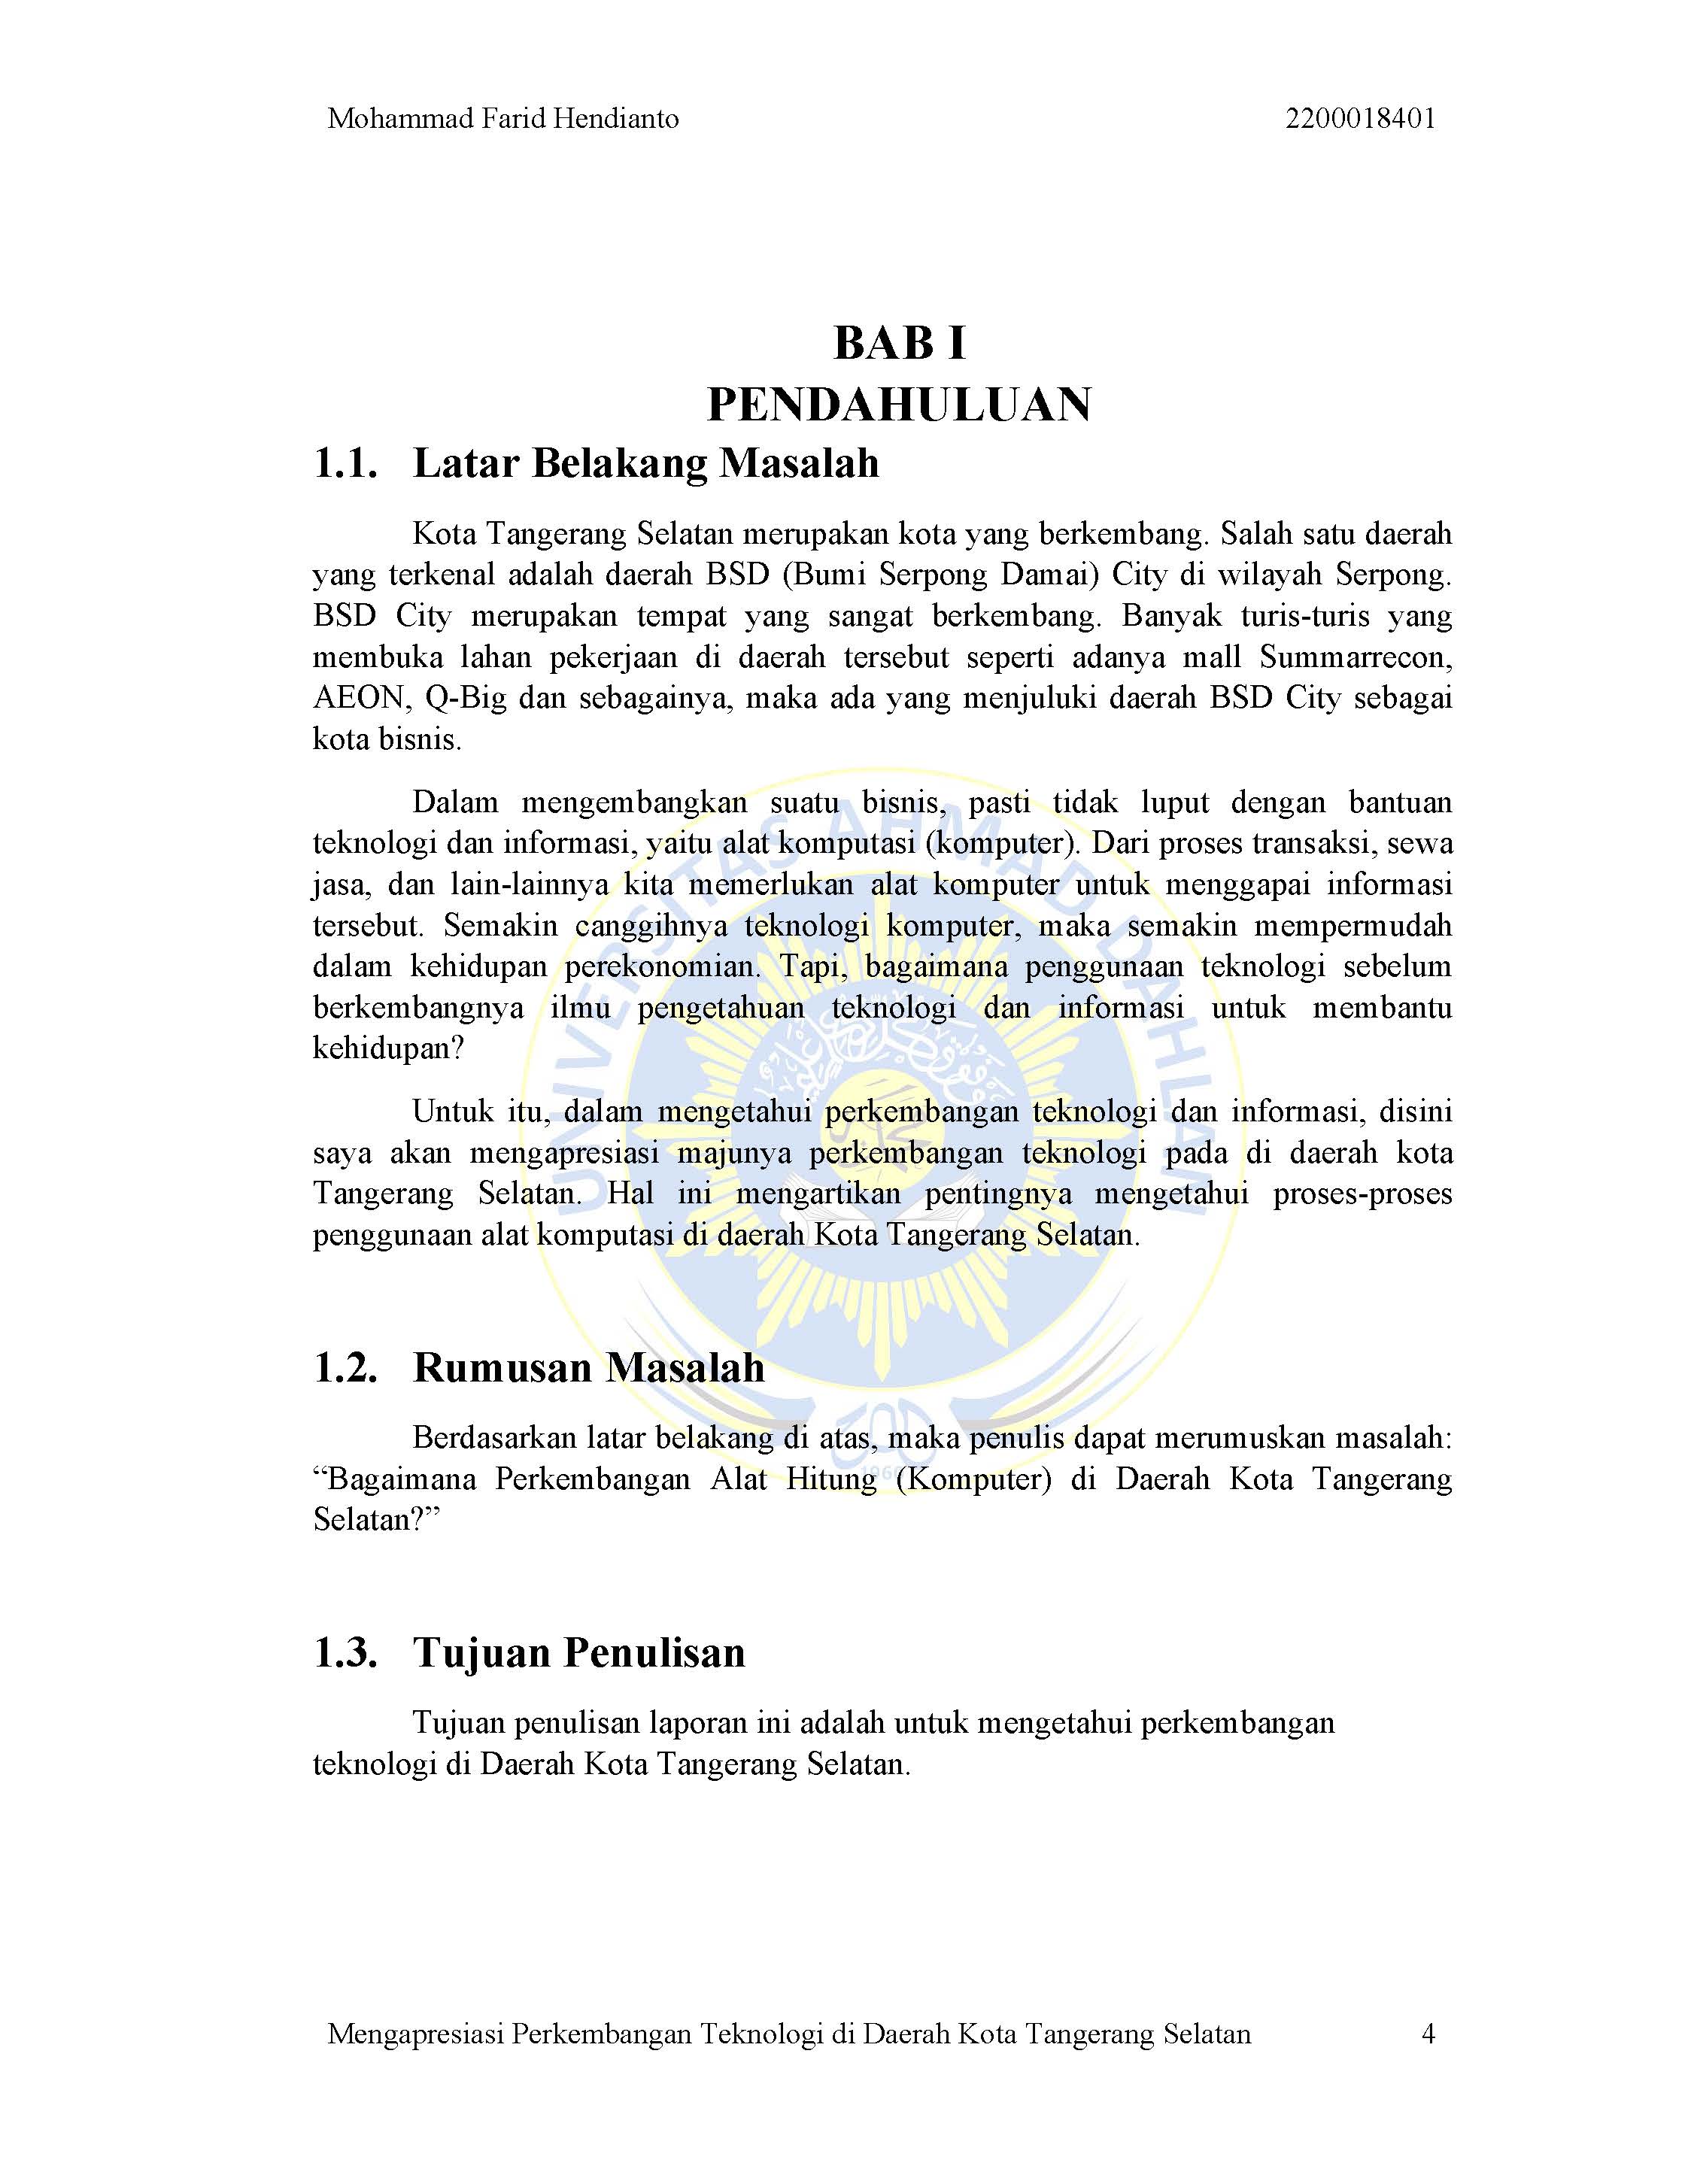 Mohammad Farid Hendianto 2200018401
BAB I
PENDAHULUAN
1.1. Latar Belakang Masalah
Kota Tangerang Selatan merupakan kota yang berkembang. Salah satu daerah
yang terkenal adalah daerah BSD (Bumi Serpong Damai) City di wilayah Serpong.
BSD City merupakan tempat yang sangat berkembang. Banyak turis-turis yang
membuka lahan pekerjaan di daerah tersebut seperti adanya mall Summarrecon,
AEON, Q-Big dan sebagainya, maka ada yang menjuluki daerah BSD City sebagai
kota bisnis.
Dalam mengembangkan suatu bisnis, pasti tidak luput dengan bantuan
teknologi dan informasi, yaitu alat komputasi (komputer). Dari proses transaksi, sewa
jasa, dan lain-lainnya kita memerlukan alat komputer untuk menggapai informasi
tersebut. Semakin canggihnya teknologi komputer, maka semakin mempermudah
dalam kehidupan perekonomian. Tapi, bagaimana penggunaan teknologi sebelum
berkembangnya ilmu pengetahuan teknologi dan informasi untuk membantu
kehidupan?
Untuk itu, dalam mengetahui perkembangan teknologi dan informasi, disini
saya akan mengapresiasi majunya perkembangan teknologi pada di daerah kota
Tangerang Selatan. Hal ini mengartikan pentingnya mengetahui proses-proses
penggunaan alat komputasi di daerah Kota Tangerang Selatan.
UNIVERSITAS AHMAD DAHLAN
1.2. Rumusan Masalah
Berdasarkan latar belakang di atas, maka penulis dapat merumuskan masalah:
“Bagaimana Perkembangan Alat Hitung (Komputer) di Daerah Kota Tangerang
Selatan?”
1960
1.3. Tujuan Penulisan
Tujuan penulisan laporan ini adalah untuk mengetahui perkembangan
teknologi di Daerah Kota Tangerang Selatan.
Mengapresiasi Perkembangan Teknologi di Daerah Kota Tangerang Selatan 4